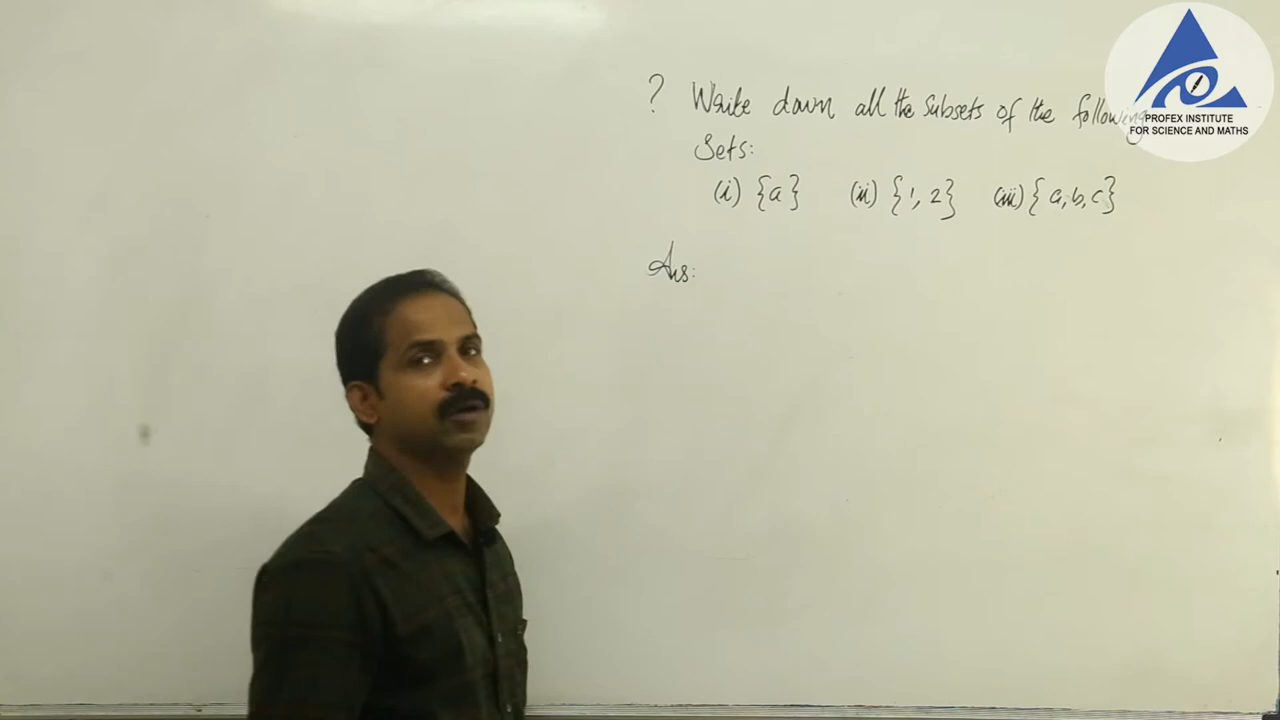 ? Write down all the subsets of the following
Sets:
(i) {a} (ii) {1, 2} (iii) {a, b, c}
Ans:
PROFEX INSTITUTE
FOR SCIENCE AND MATHS